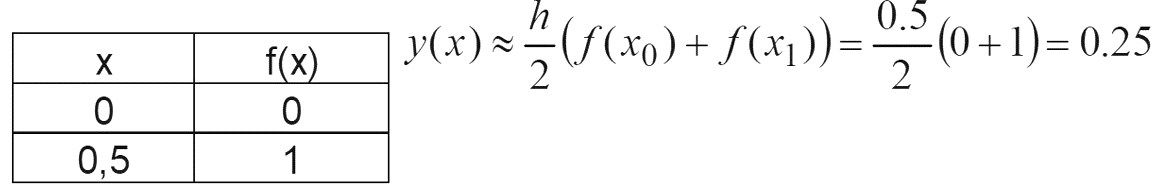 x f(x)
0 0
0,5 1
y(x) ≈ h/2 (f(x₀) + f(x₁)) = 0.5/2 (0 + 1) = 0.25